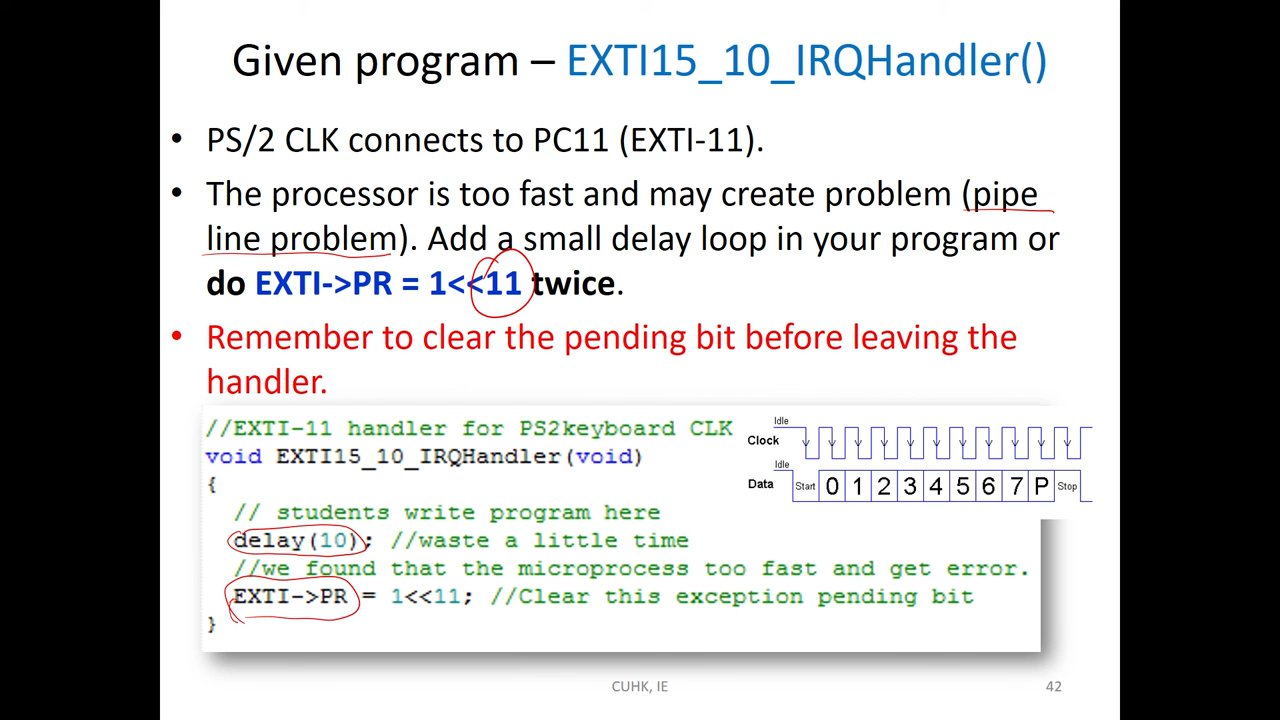 Given program – EXTI15_10_IRQHandler()
• PS/2 CLK connects to PC11 (EXTI-11).
• The processor is too fast and may create problem (pipe
line problem). Add a small delay loop in your program or
do EXTI->PR = 1<<11 twice.
• Remember to clear the pending bit before leaving the
handler.
//EXTI-11 handler for PS2keyboard CLK
void EXTI15_10_IRQHandler(void)
{
// students write program here
delay(10); //waste a little time
//we found that the microprocess too fast and get error.
EXTI->PR = 1<<11; //Clear this exception pending bit
}
Idle
Clock
Idle
Data Start 0 1 2 3 4 5 6 7 P Stop
CUHK, IE
42